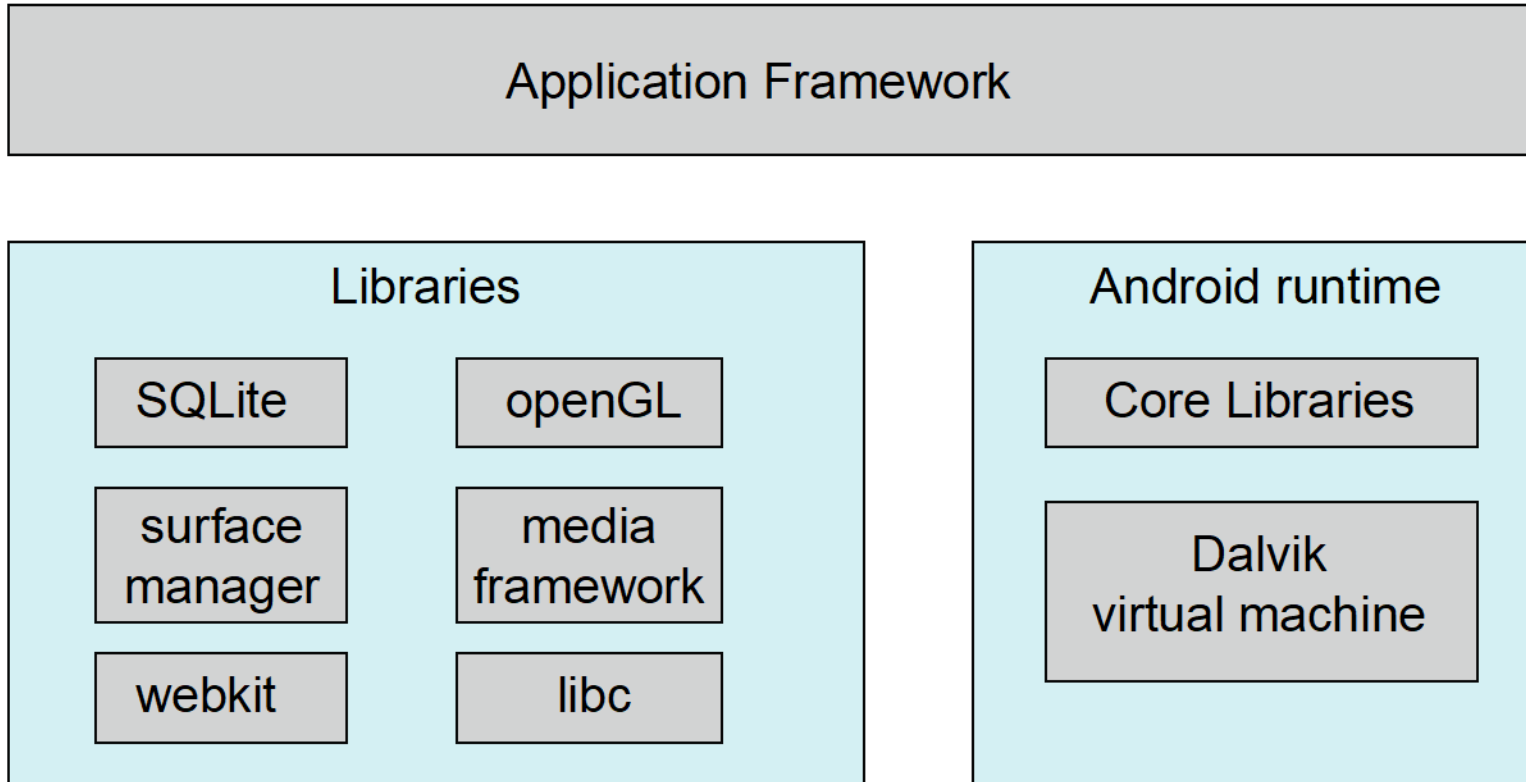 Application Framework
Libraries
SQLite
openGL
surface
manager
media
framework
webkit
libc
Android runtime
Core Libraries
Dalvik
virtual machine